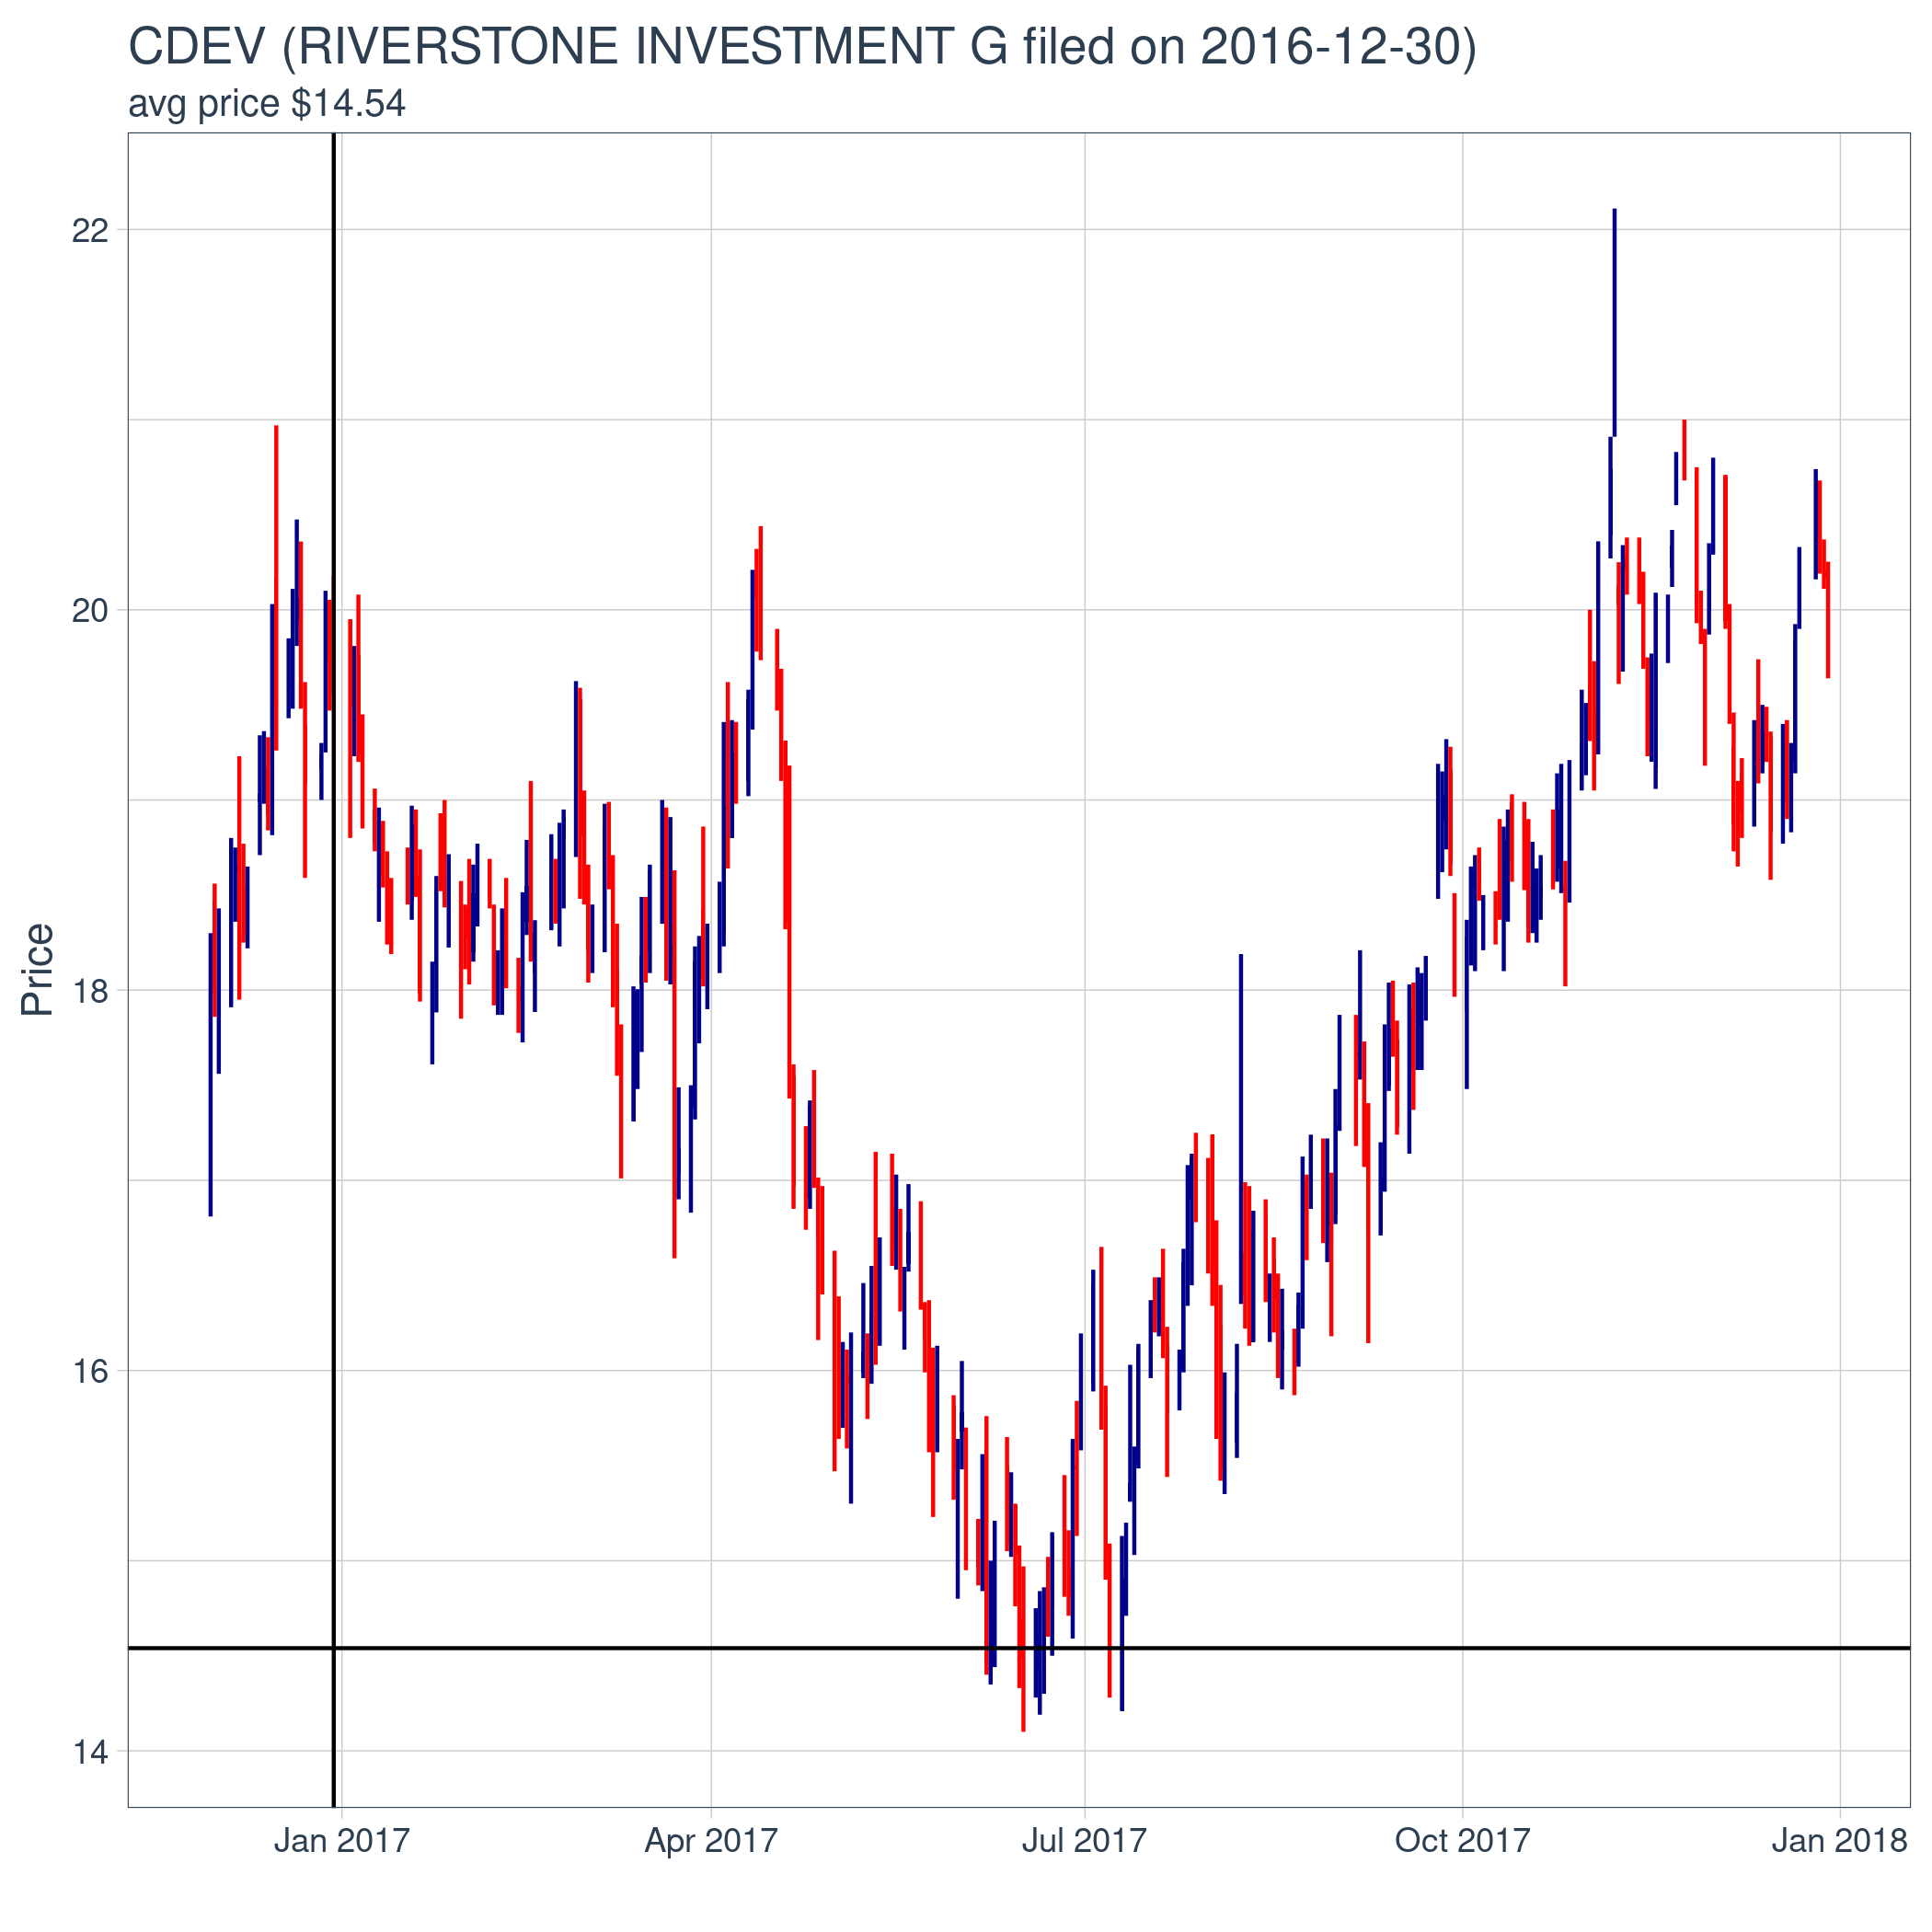 CDEV (RIVERSTONE INVESTMENT G filed on 2016-12-30)
avg price $14.54
22
20
18
16
14
Price
Jan 2017
Apr 2017
Jul 2017
Oct 2017
Jan 2018